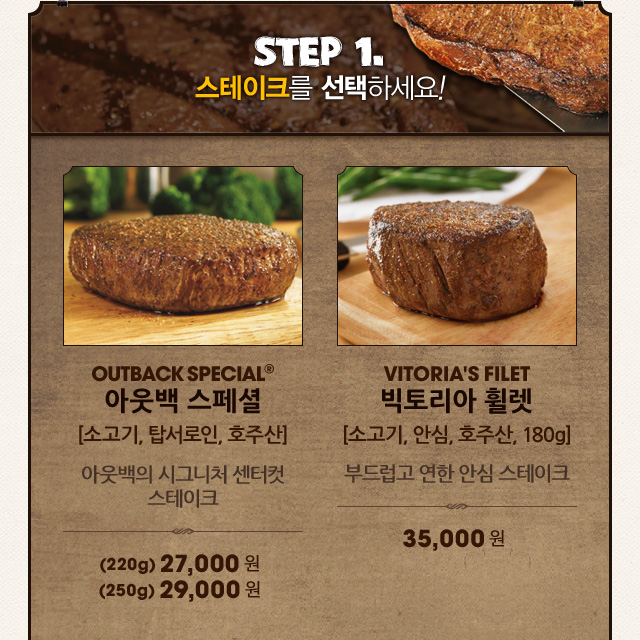 STEP 1.
스테이크를 선택하세요!
OUTBACK SPECIAL®
아웃백 스페셜
[소고기, 탑서로인, 호주산]
아웃백의 시그니처 센터컷
스테이크
(220g) 27,000 원
(250g) 29,000 원
VITORIA'S FILET
빅토리아 휠렛
[소고기, 안심, 호주산, 180g]
부드럽고 연한 안심 스테이크
35,000 원